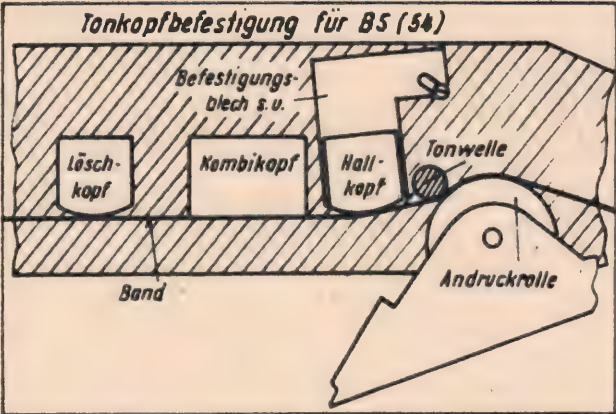 Tonkopfbefestigung für BS (54)
Befestigungs-
blech s.u.
Lösch-
kopf
Kombikopf
Hall-
kopf
Tonwelle
Andruckrolle
Band